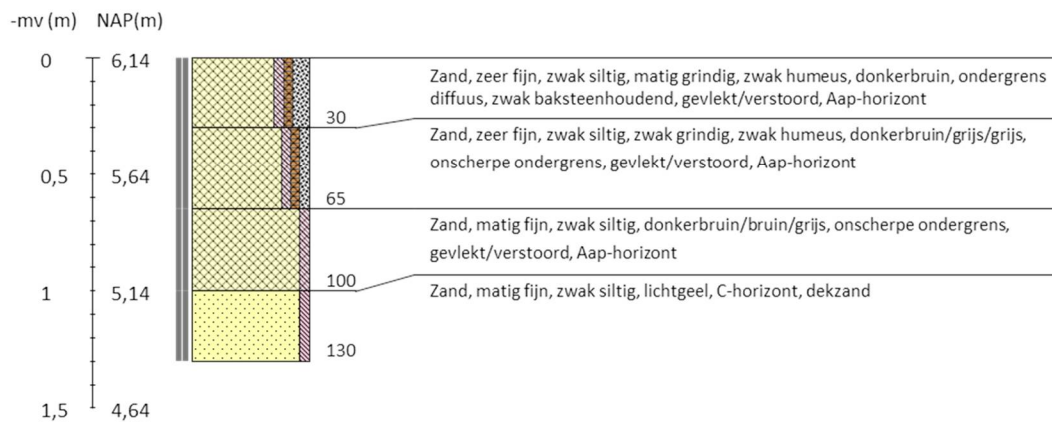 -mv (m) NAP(m)
0 6,14
Zand, zeer fijn, zwak siltig, matig grindig, zwak humeus, donkerbruin, ondergrens
diffuus, zwak baksteenhoudend, gevlekt/verstoord, Aap-horizont
30
Zand, zeer fijn, zwak siltig, zwak grindig, zwak humeus, donkerbruin/grijs/grijs,
onscherpe ondergrens, gevlekt/verstoord, Aap-horizont
0,5 5,64
65
Zand, matig fijn, zwak siltig, donkerbruin/bruin/grijs, onscherpe ondergrens,
gevlekt/verstoord, Aap-horizont
100
1 5,14
Zand, matig fijn, zwak siltig, lichtgeel, C-horizont, dekzand
130
1,5 4,64